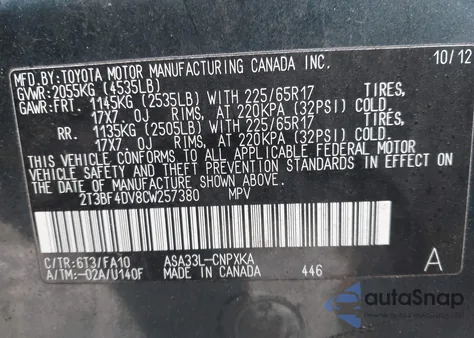 MFD.BY: TOYOTA MOTOR MANUFACTURING CANADA INC. 10/12
GVWR: 2055KG (4535LB)
GAWR: FRT. 1145KG (2535LB) WITH 225/65R17 TIRES,
17X7.0J RIMS, AT 220KPA (32PSI) COLD.
RR. 1135KG (2505LB) WITH 225/65R17 TIRES,
17X7.0J RIMS, AT 220KPA (32PSI) COLD.
THIS VEHICLE CONFORMS TO ALL APPLICABLE FEDERAL MOTOR
VEHICLE SAFETY AND THEFT PREVENTION STANDARDS IN EFFECT ON
THE DATE OF MANUFACTURE SHOWN ABOVE.
2T3BF4DV8CW257380 MPV
C/TR: 6T3/FA10 ASA33L-CNPXKA
A/TM: -02A/U140F MADE IN CANADA 446 A
autoSnap